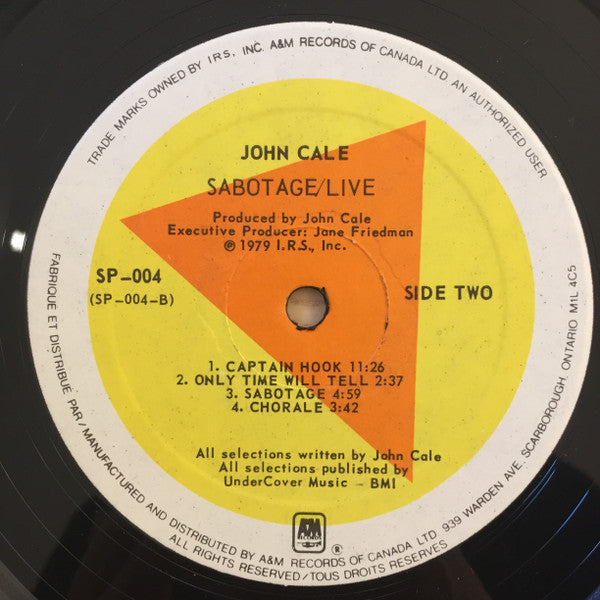 TRADE MARKS OWNED BY I.R.S., INC. A&M RECORDS OF CANADA LTD AN AUTHORIZED USER
JOHN CALE
SABOTAGE/LIVE
Produced by John Cale
Executive Producer: Jane Friedman
℗ 1979 I.R.S., Inc.
SP-004
(SP-004-B)
SIDE TWO
1. CAPTAIN HOOK 11:26
2. ONLY TIME WILL TELL 2:37
3. SABOTAGE 4:59
4. CHORALE 3:42
All selections written by John Cale
All selections published by
UnderCover Music – BMI
A&M
RECORDS
®
FABRIQUE ET DISTRIBUÉ PAR/MANUFACTURED AND DISTRIBUTED BY A&M RECORDS OF CANADA LTD 939 WARDEN AVE. SCARBOROUGH, ONTARIO M1L 4C5
ALL RIGHTS RESERVED/TOUS DROITS RESERVÉS